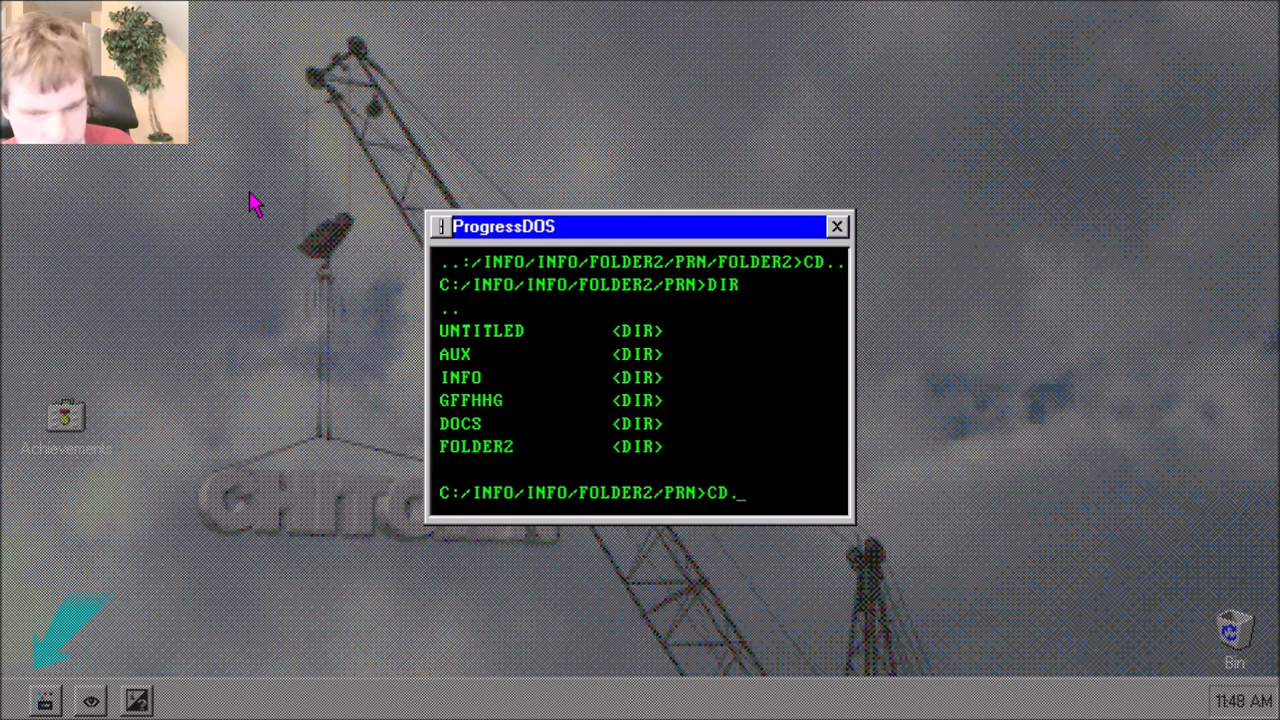 ProgressDOS
..:/INFO/INFO/FOLDER2/PRN/FOLDER2>CD..
C:/INFO/INFO/FOLDER2/PRN>DIR
..
UNTITLED <DIR>
AUX <DIR>
INFO <DIR>
GFFHHG <DIR>
DOCS <DIR>
FOLDER2 <DIR>
C:/INFO/INFO/FOLDER2/PRN>CD._
Achievements
Bin
11:48 AM